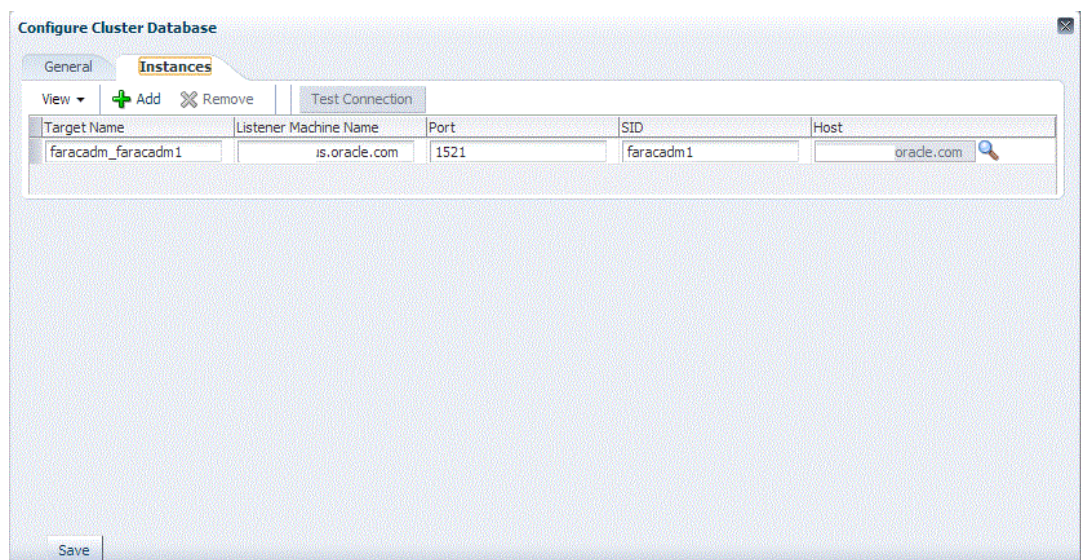 Configure Cluster Database
General Instances
View Add Remove Test Connection
Target Name Listener Machine Name Port SID Host
faracadm_faracadm1 us.oracle.com 1521 faracadm1 oracle.com
Save